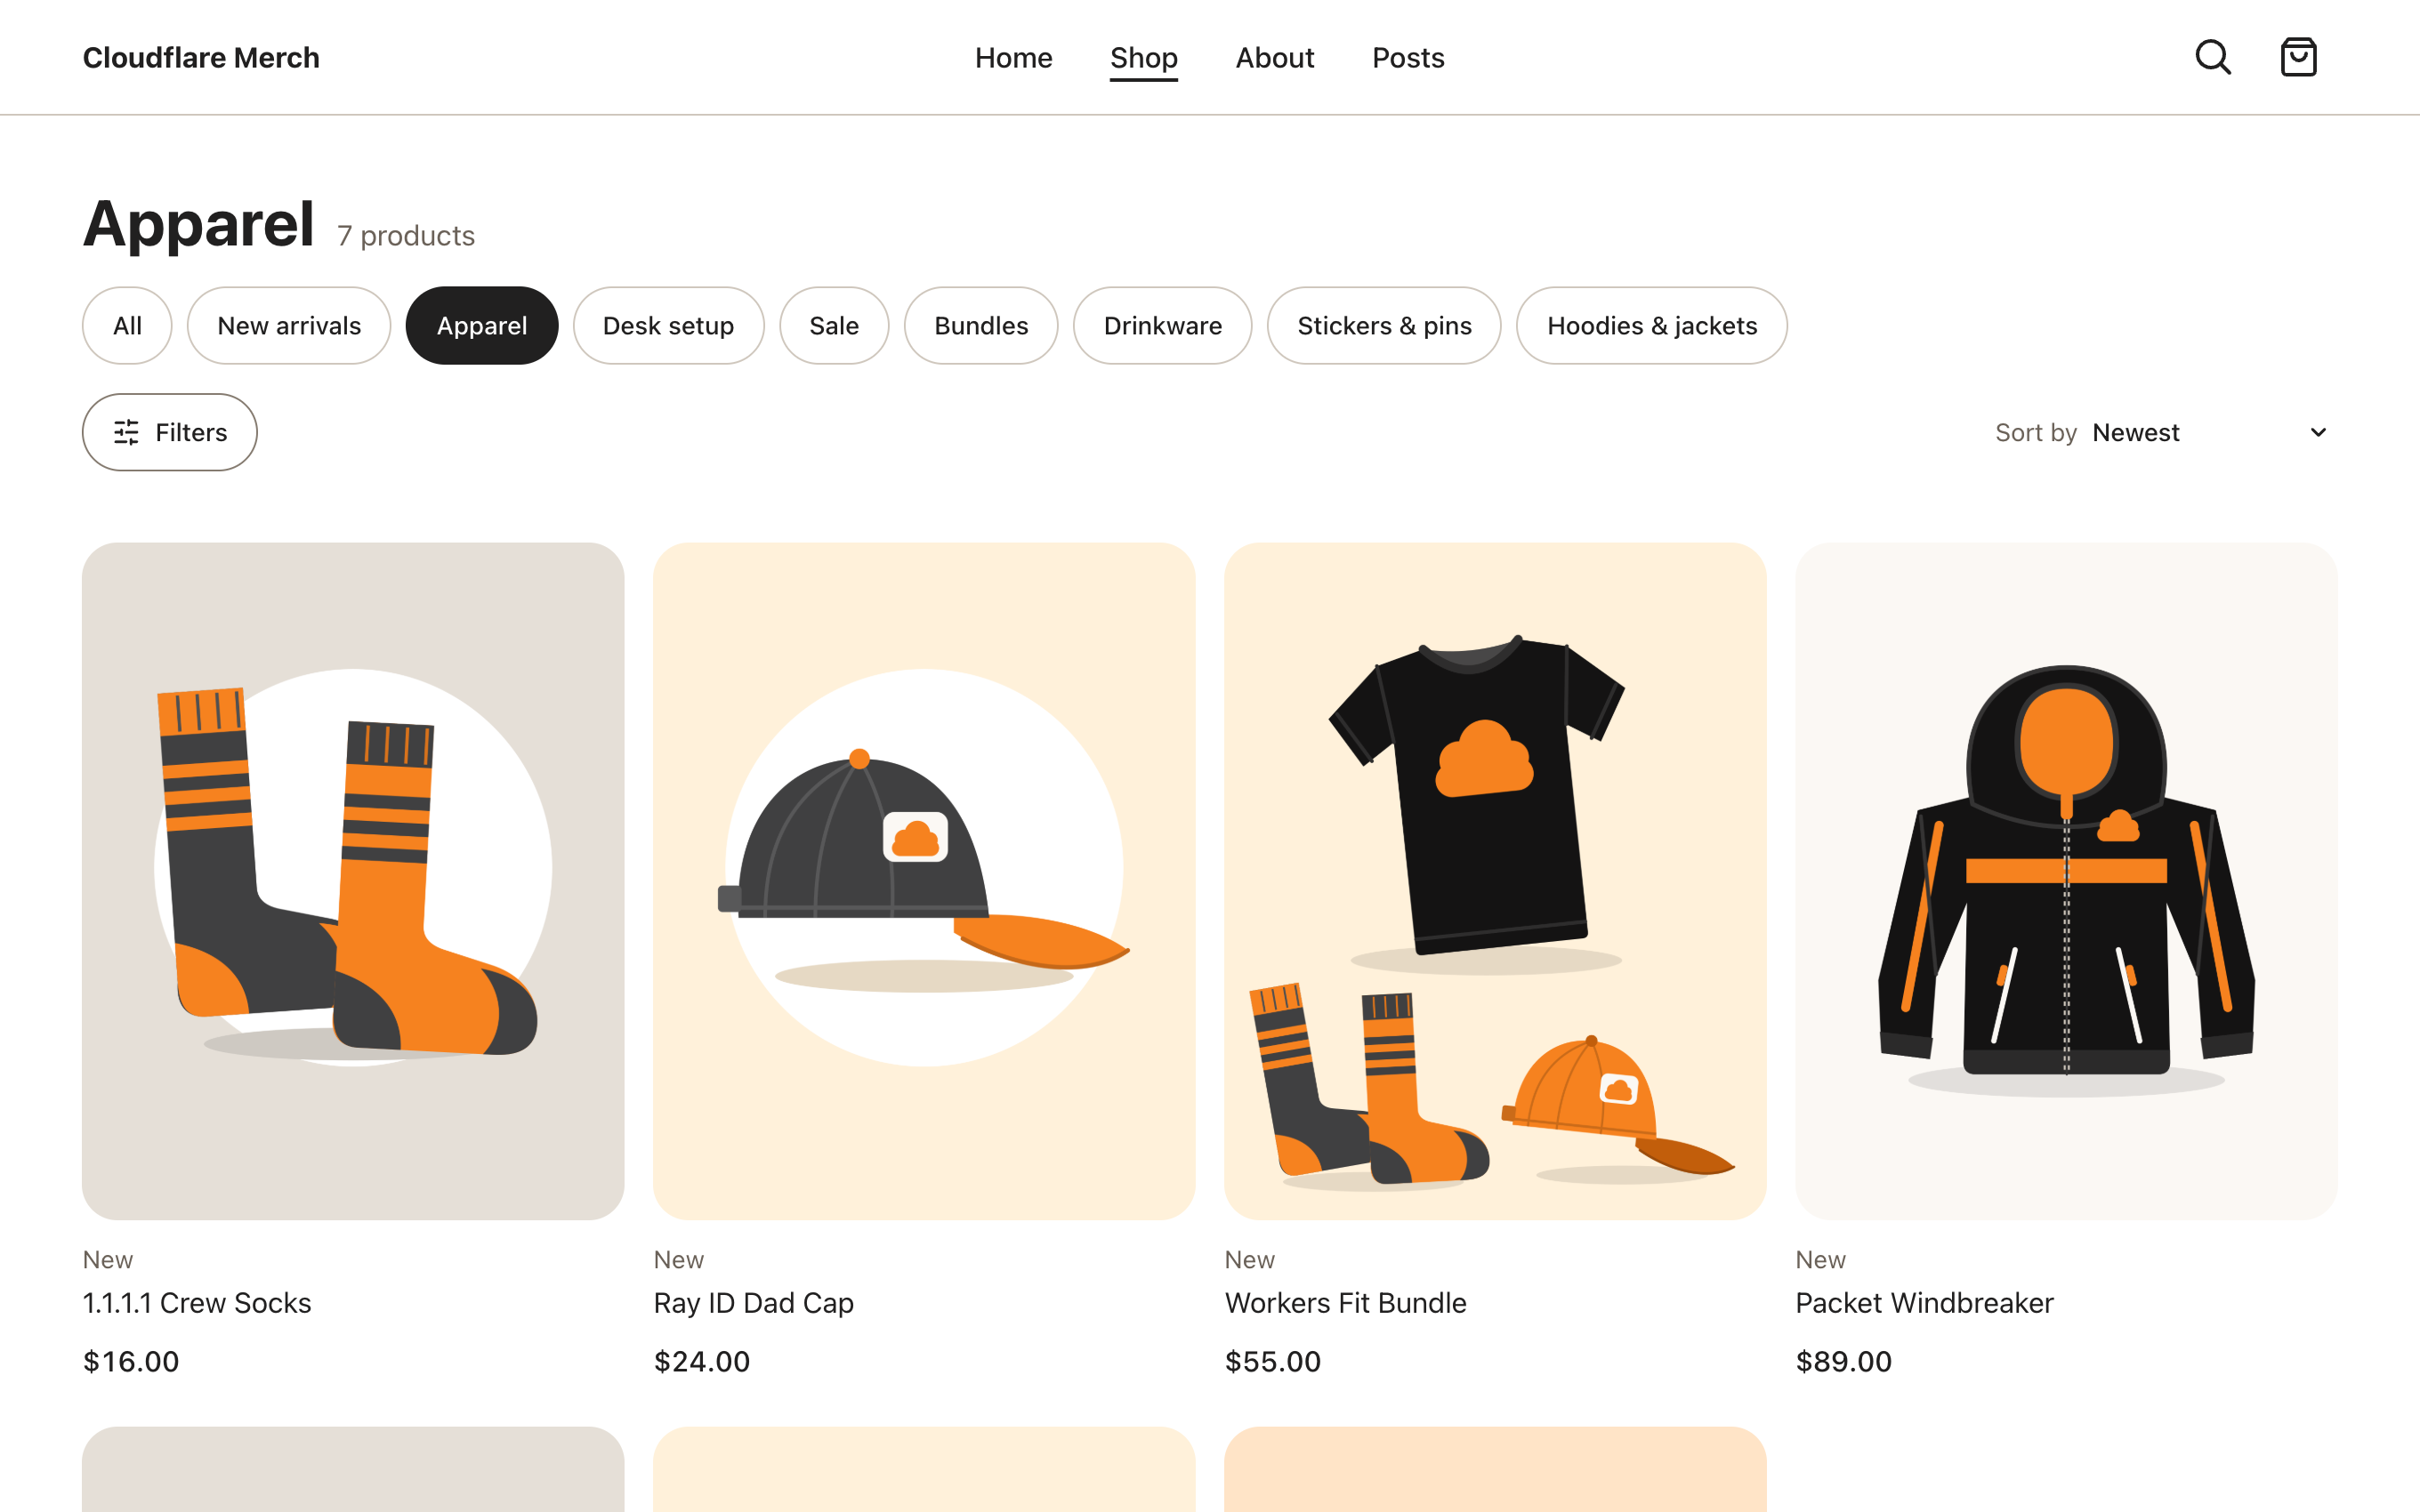 Cloudflare Merch
Home Shop About Posts
Apparel 7 products
All New arrivals Apparel Desk setup Sale Bundles Drinkware Stickers & pins Hoodies & jackets
Filters
Sort by Newest
New
1.1.1.1 Crew Socks
$16.00
New
Ray ID Dad Cap
$24.00
New
Workers Fit Bundle
$55.00
New
Packet Windbreaker
$89.00